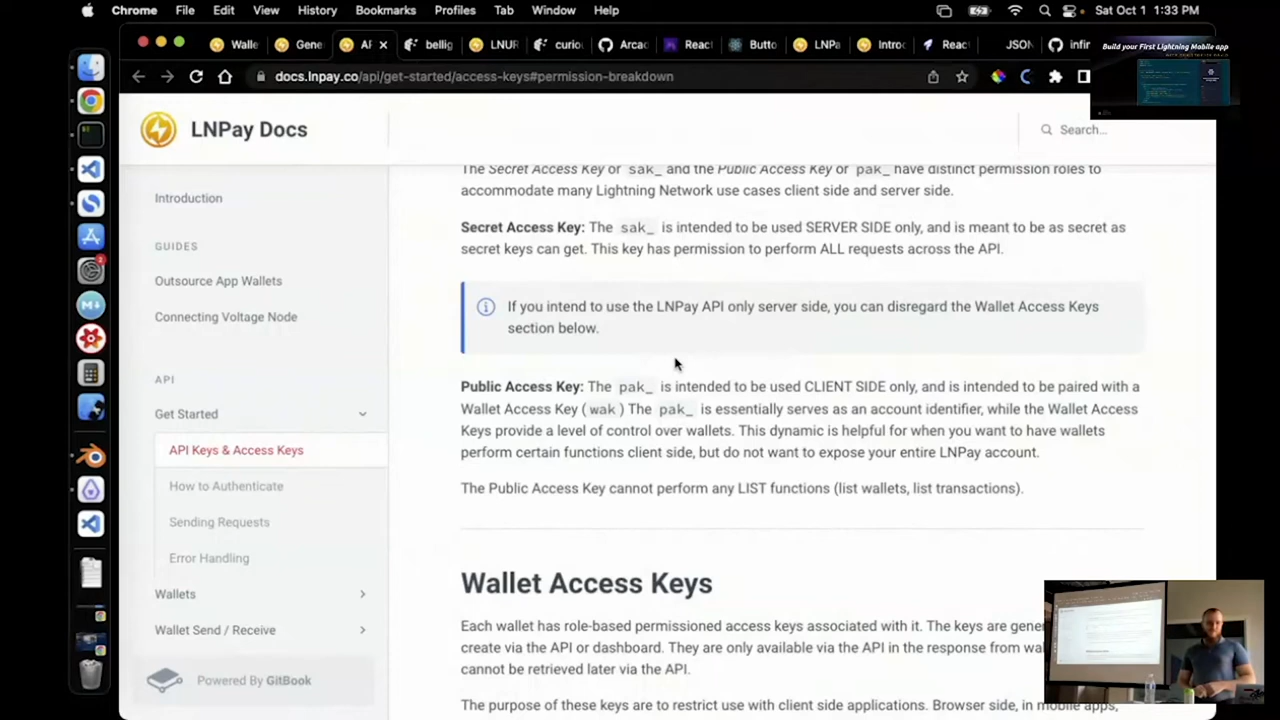 Chrome File Edit View History Bookmarks Profiles Tab Window Help Sat Oct 1 1:33 PM
Walle Gene AF bellig LNUR curio Arca React Butto LNPa Intro React JSON infin
docs.lnpay.co/api/get-started/access-keys#permission-breakdown
Build your First Lightning Mobile app
LNPay Docs
Search...
Introduction
GUIDES
Outsource App Wallets
Connecting Voltage Node
API
Get Started
API Keys & Access Keys
How to Authenticate
Sending Requests
Error Handling
Wallets
Wallet Send / Receive
Powered By GitBook
The Secret Access Key or sak_ and the Public Access Key or pak_ have distinct permission roles to
accommodate many Lightning Network use cases client side and server side.
Secret Access Key: The sak_ is intended to be used SERVER SIDE only, and is meant to be as secret as
secret keys can get. This key has permission to perform ALL requests across the API.
If you intend to use the LNPay API only server side, you can disregard the Wallet Access Keys
section below.
Public Access Key: The pak_ is intended to be used CLIENT SIDE only, and is intended to be paired with a
Wallet Access Key (wak) The pak_ is essentially serves as an account identifier, while the Wallet Access
Keys provide a level of control over wallets. This dynamic is helpful for when you want to have wallets
perform certain functions client side, but do not want to expose your entire LNPay account.
The Public Access Key cannot perform any LIST functions (list wallets, list transactions).
Wallet Access Keys
Each wallet has role-based permissioned access keys associated with it. The keys are gene
create via the API or dashboard. They are only available via the API in the response from wal
cannot be retrieved later via the API.
The purpose of these keys are to restrict use with client side applications. Browser side, in mobile apps,